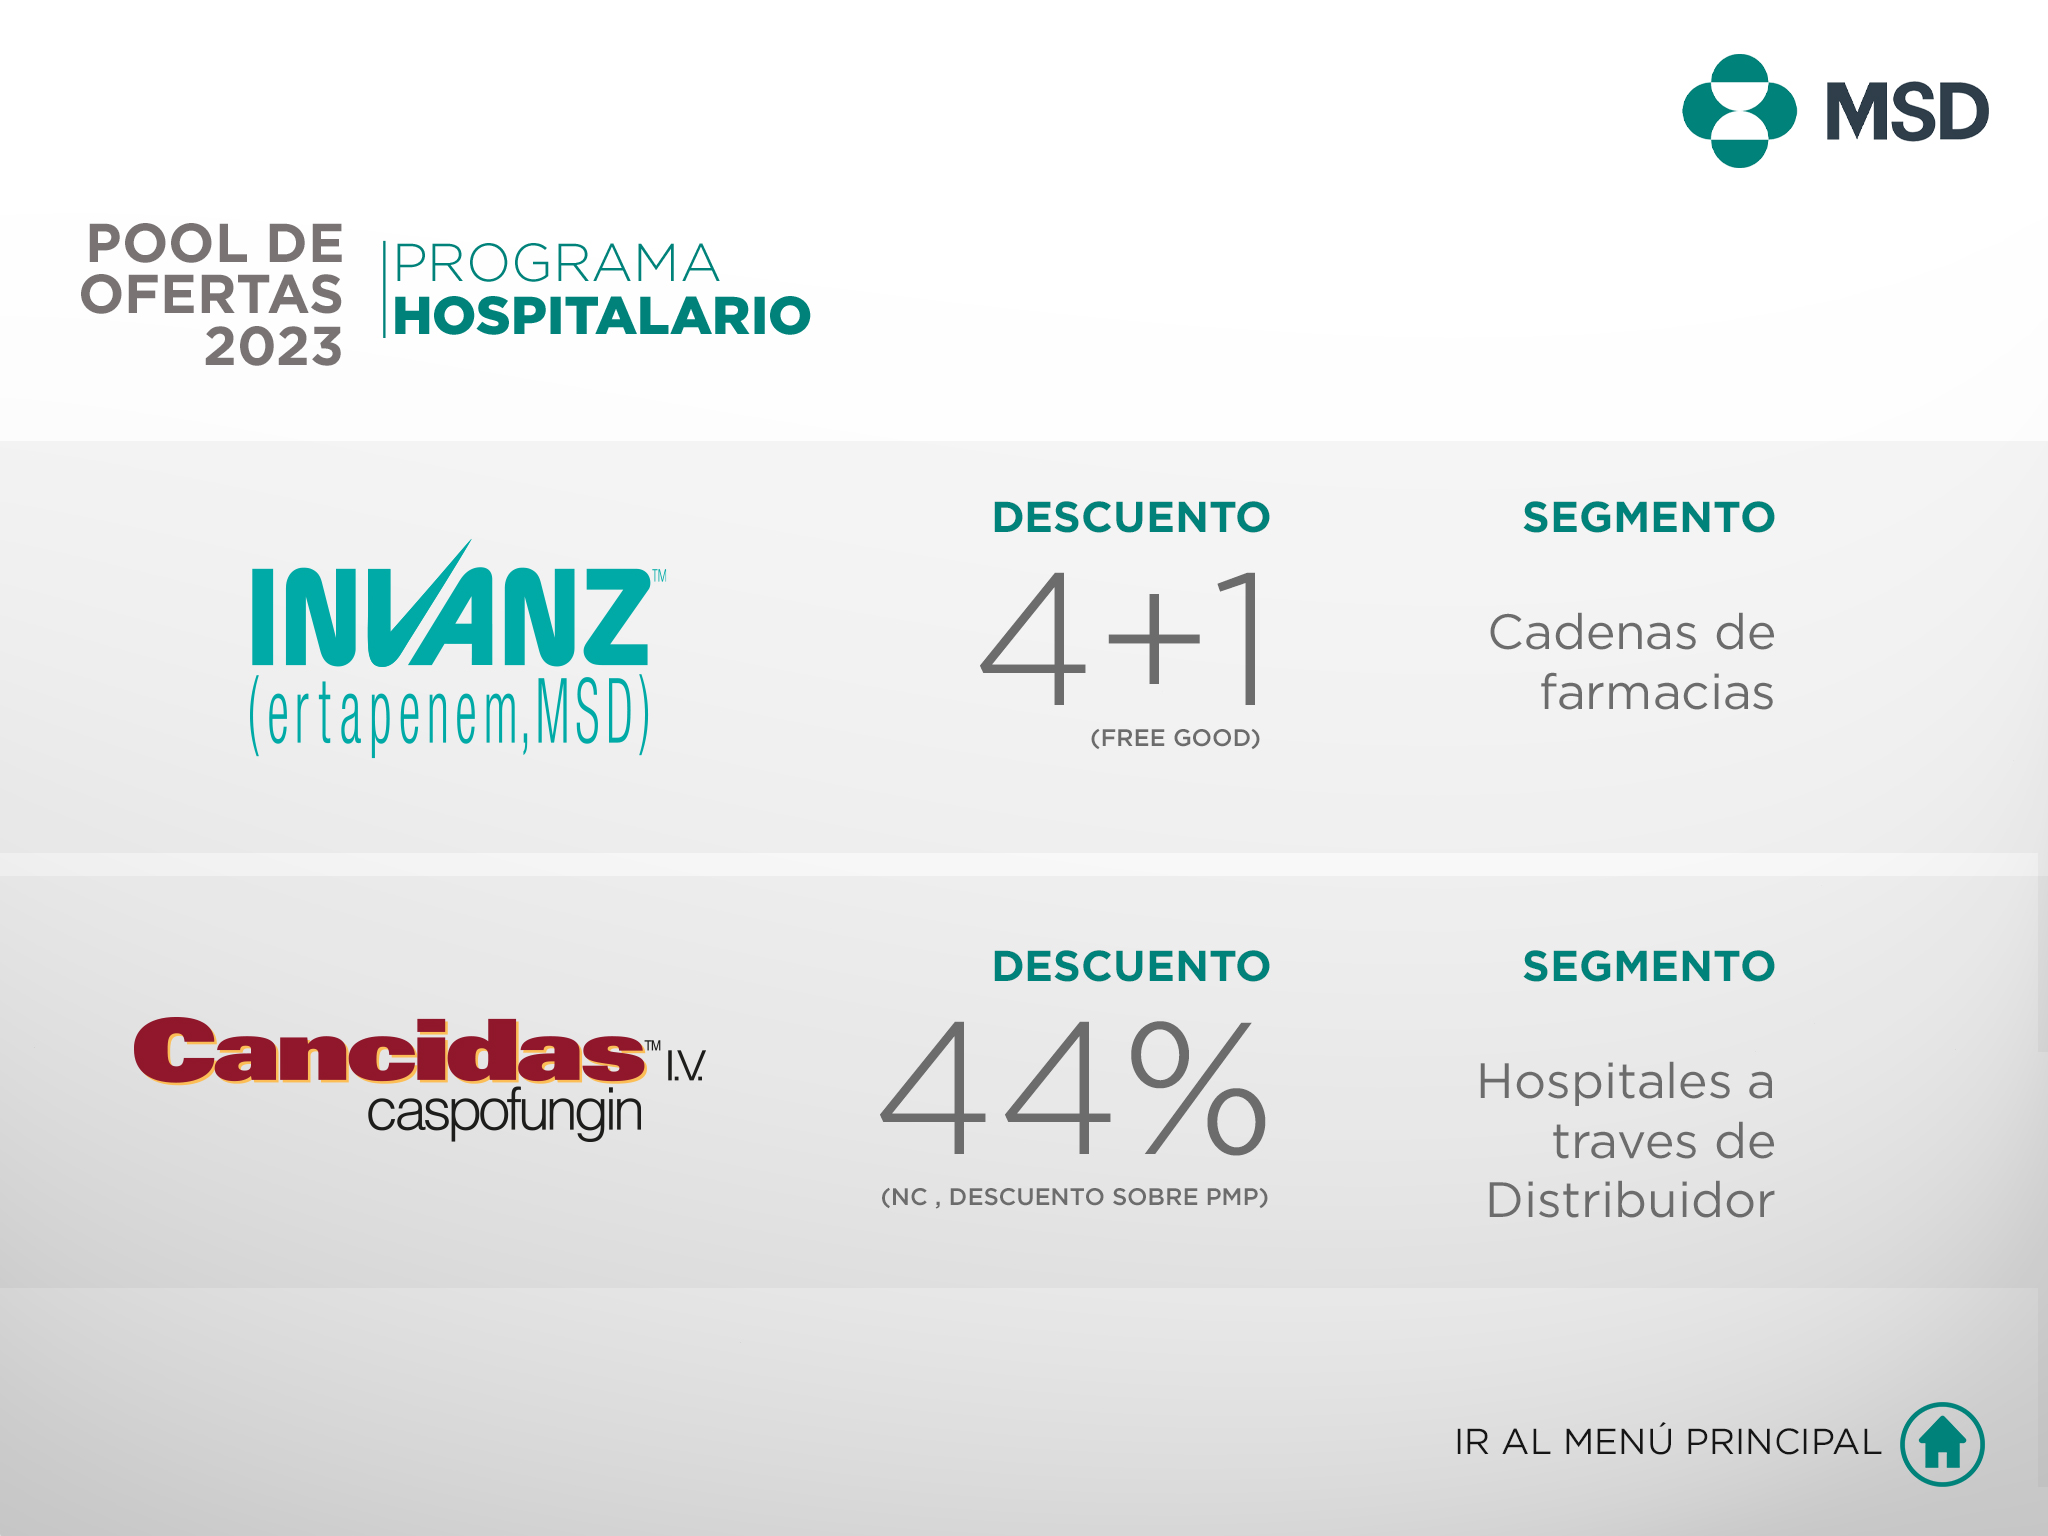 MSD
POOL DE
OFERTAS
2023
PROGRAMA
HOSPITALARIO
DESCUENTO
SEGMENTO
INVANZ™
(ertapenem,MSD)
4+1
(FREE GOOD)
Cadenas de
farmacias
DESCUENTO
SEGMENTO
Cancidas™ I.V.
caspofungin
44%
(NC , DESCUENTO SOBRE PMP)
Hospitales a
traves de
Distribuidor
IR AL MENÚ PRINCIPAL